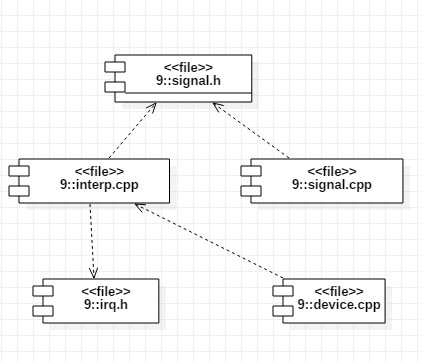 <<file>>
9::signal.h
<<file>>
9::interp.cpp
<<file>>
9::signal.cpp
<<file>>
9::irq.h
<<file>>
9::device.cpp